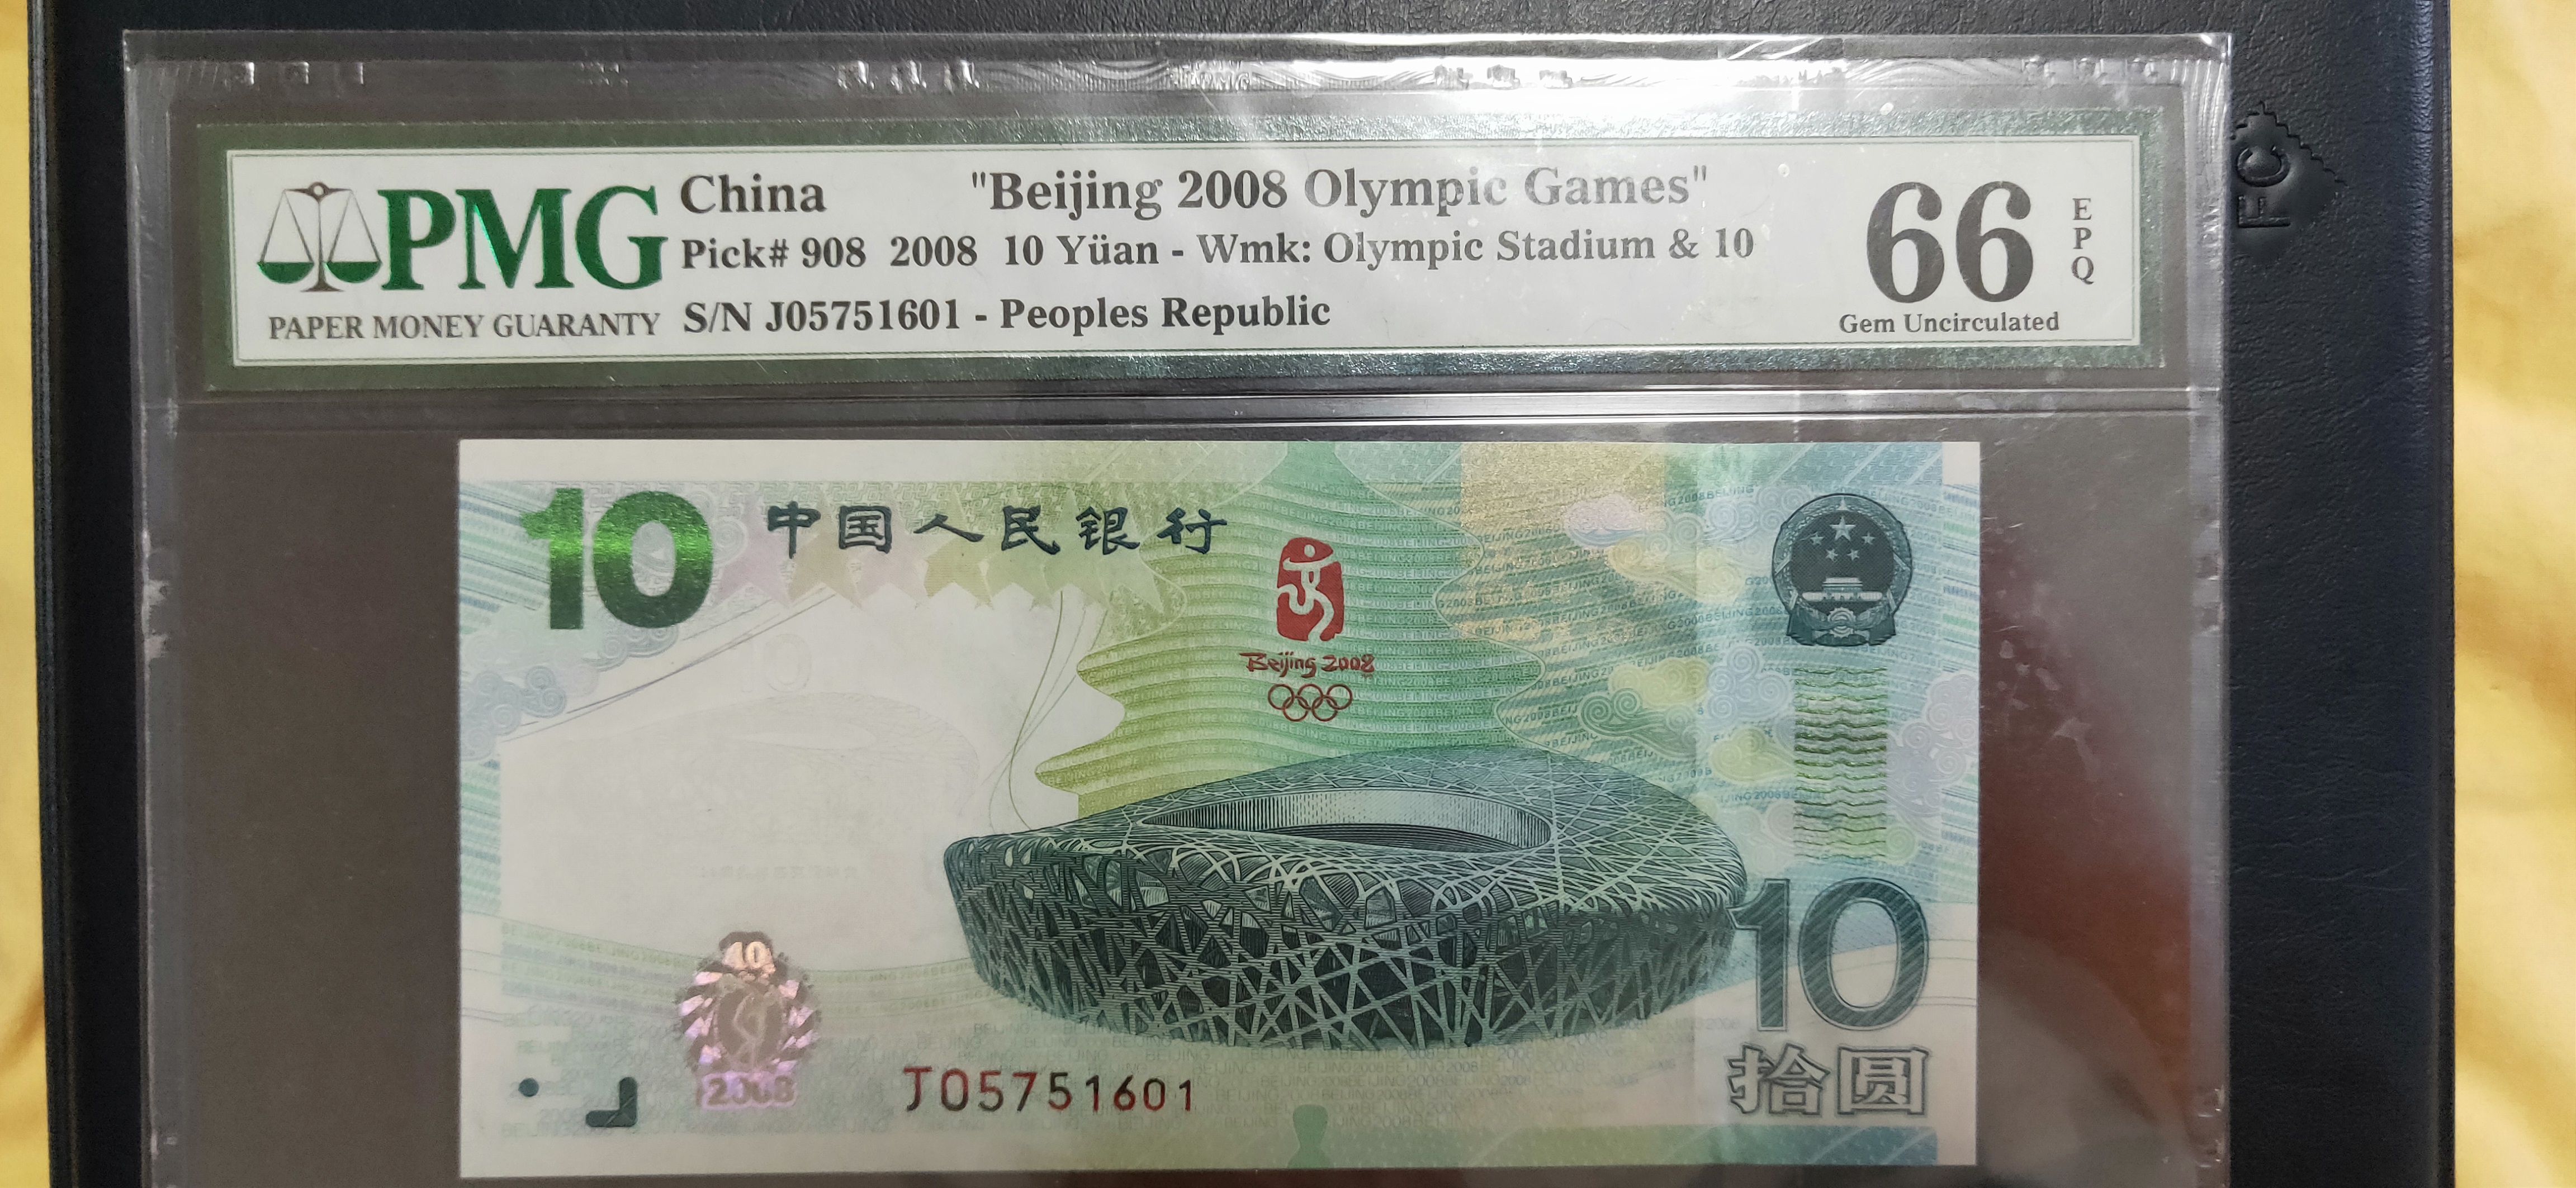 PMG
PAPER MONEY GUARANTY
China "Beijing 2008 Olympic Games"
Pick# 908 2008 10 Yüan - Wmk: Olympic Stadium & 10
S/N J05751601 - Peoples Republic
66
EPQ
Gem Uncirculated
10
中国人民银行
Beijing 2008
10
2008
J05751601
10
拾圆